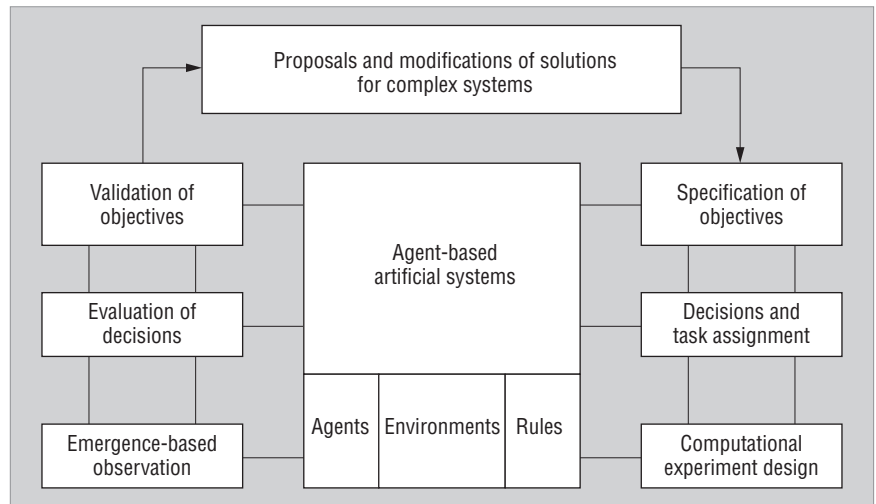 Proposals and modifications of solutions
for complex systems
Validation of
objectives
Agent-based
artificial systems
Specification of
objectives
Evaluation of
decisions
Decisions and
task assignment
Emergence-based
observation
Agents
Environments
Rules
Computational
experiment design